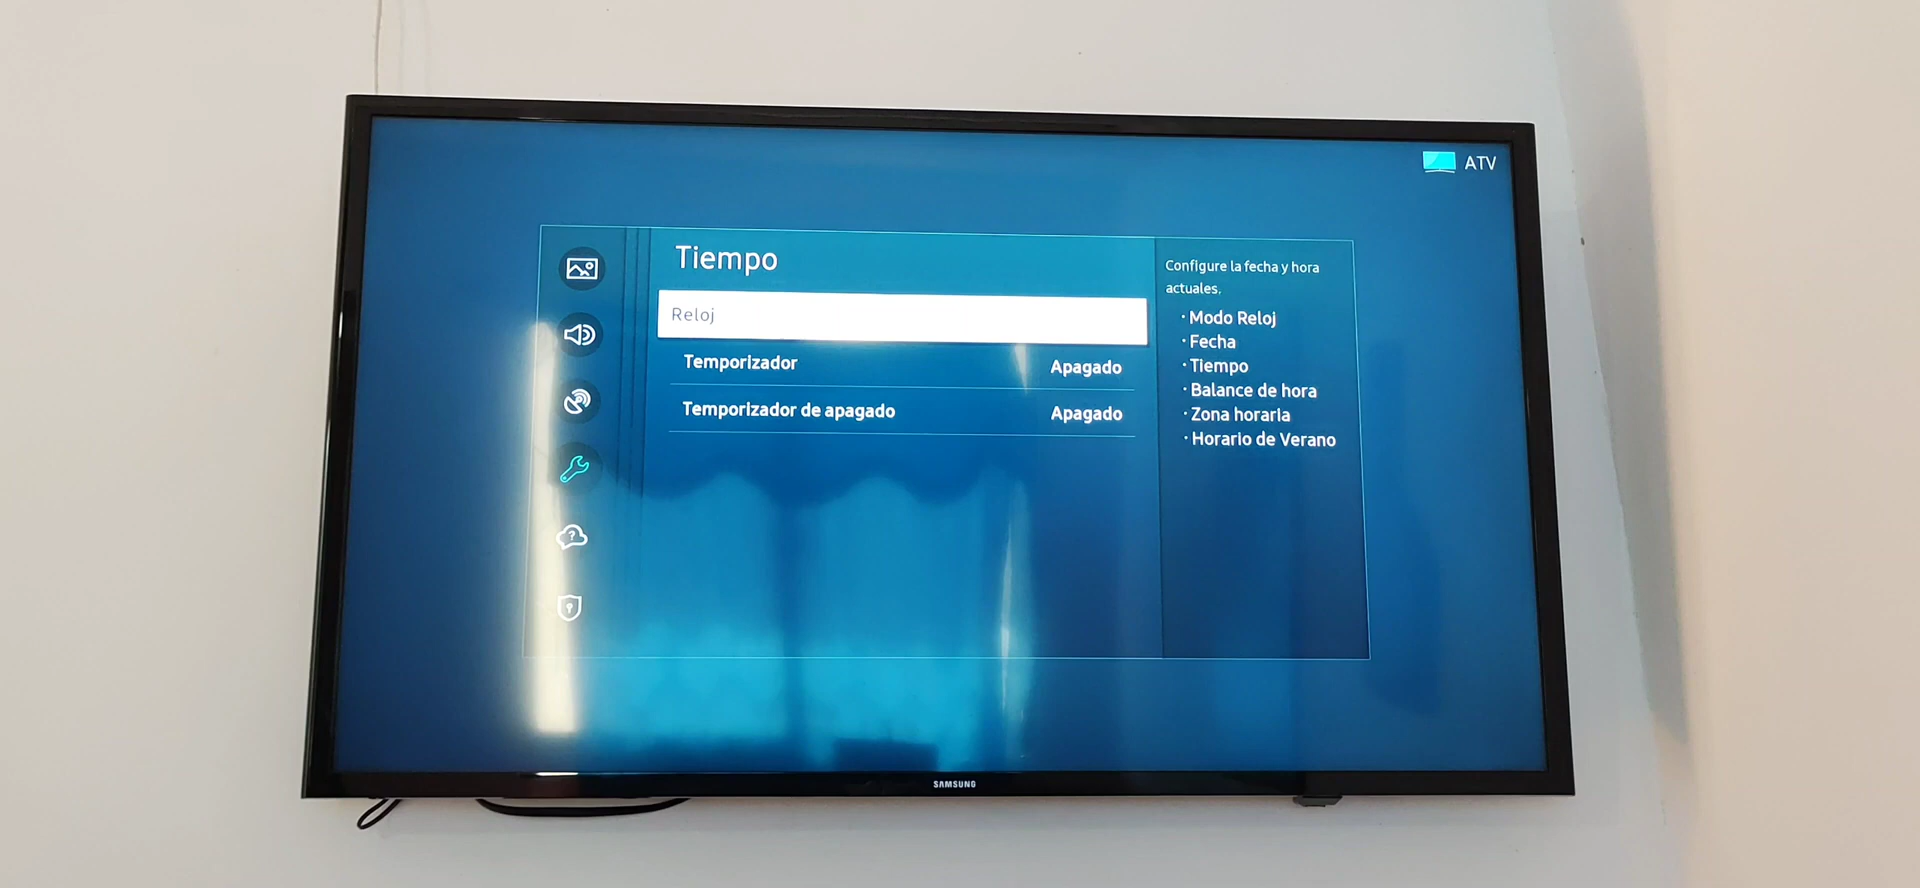 ATV
Tiempo
Reloj
Temporizador Apagado
Temporizador de apagado Apagado
Configure la fecha y hora
actuales.
· Modo Reloj
· Fecha
· Tiempo
· Balance de hora
· Zona horaria
· Horario de Verano
SAMSUNG